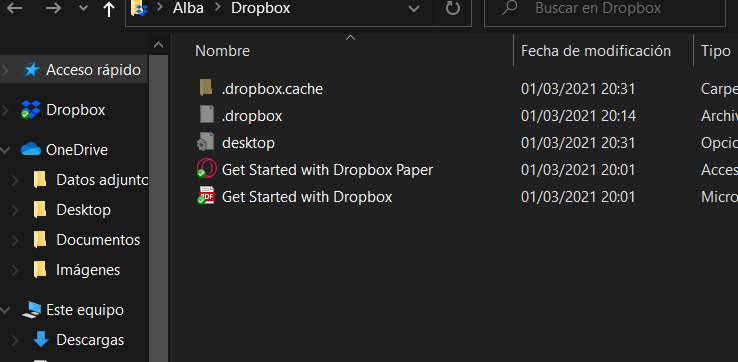 Alba Dropbox Buscar en Dropbox
Nombre Fecha de modificación Tipo
Acceso rápido
Dropbox
OneDrive
Datos adjunto
Desktop
Documentos
Imágenes
Este equipo
Descargas
.dropbox.cache 01/03/2021 20:31 Carpe
.dropbox 01/03/2021 20:14 Archiv
desktop 01/03/2021 20:31 Opcio
Get Started with Dropbox Paper 01/03/2021 20:01 Acces
PDF Get Started with Dropbox 01/03/2021 20:01 Micro